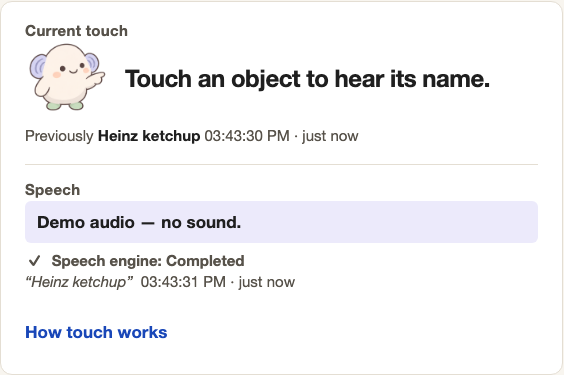 Current touch
Touch an object to hear its name.
Previously Heinz ketchup 03:43:30 PM · just now
Speech
Demo audio — no sound.
✓ Speech engine: Completed
“Heinz ketchup” 03:43:31 PM · just now
How touch works